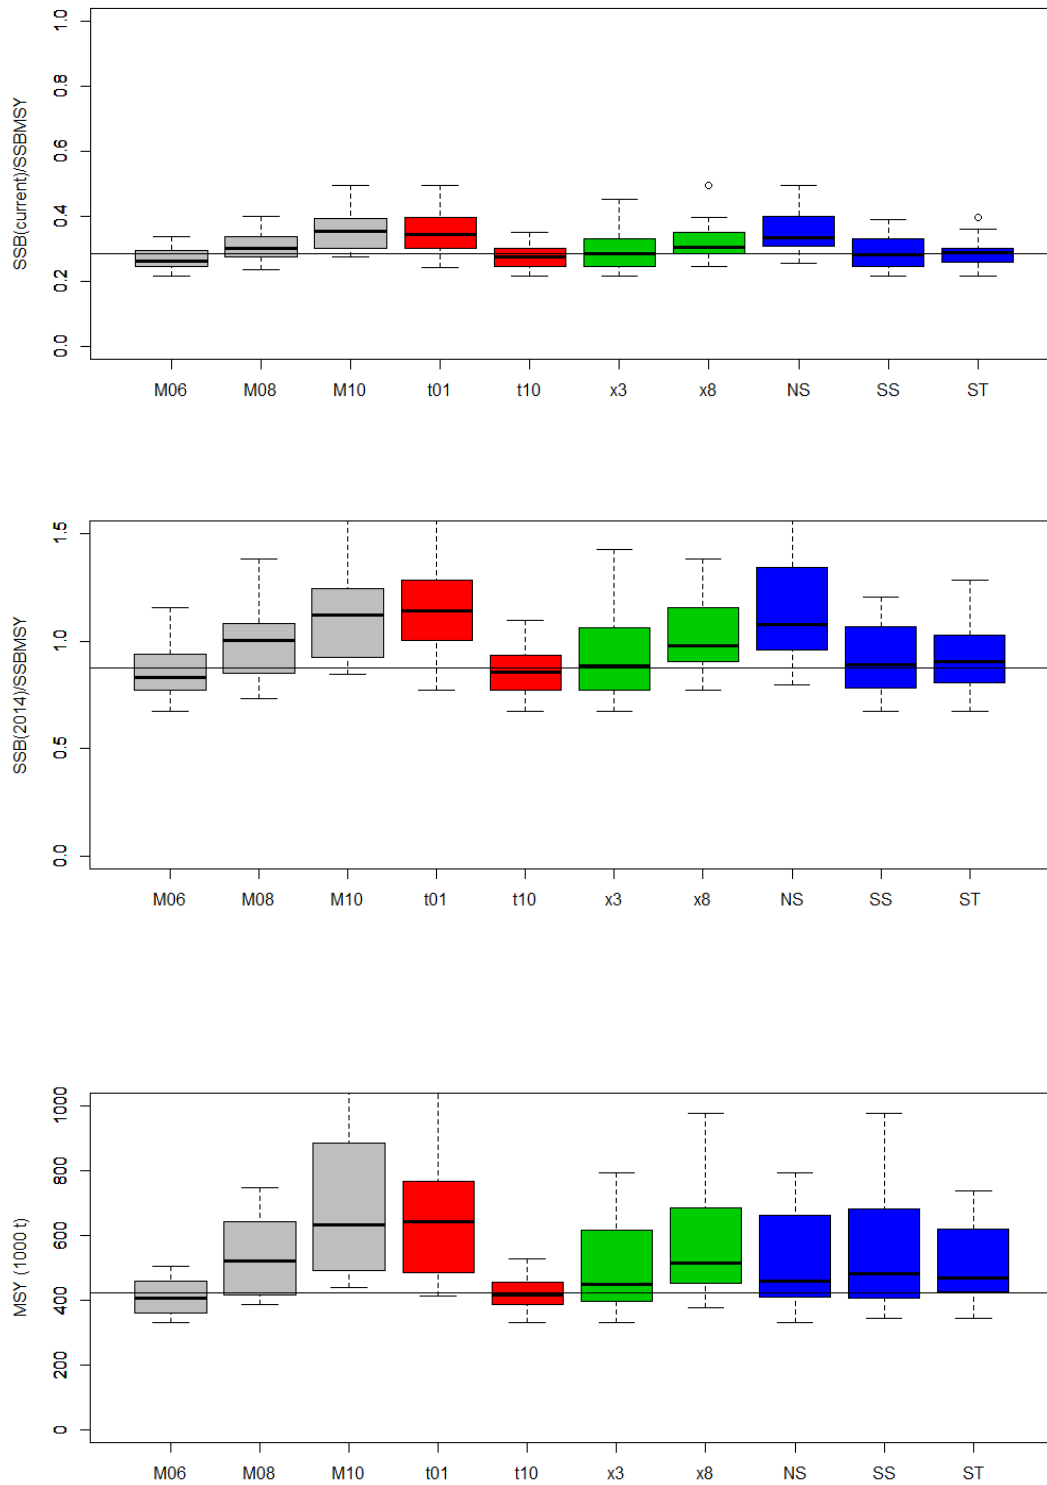 SSB(current)/SSBMSY
1.0
0.8
0.6
0.4
0.2
0.0
M06 M08 M10 t01 t10 x3 x8 NS SS ST
SSB(2014)/SSBMSY
1.5
1.0
0.5
0.0
M06 M08 M10 t01 t10 x3 x8 NS SS ST
MSY (1000 t)
1000
800
600
400
200
0
M06 M08 M10 t01 t10 x3 x8 NS SS ST